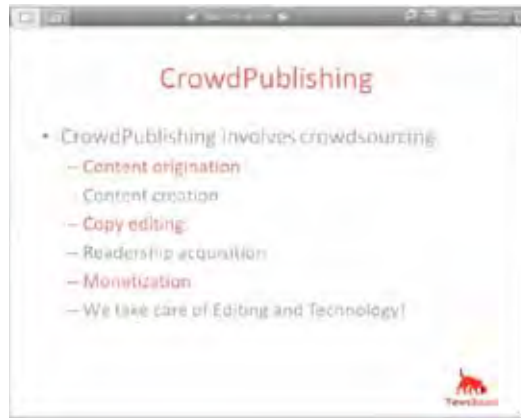 CrowdPublishing
• CrowdPublishing involves crowdsourcing
– Content origination
Content creation
– Copy editing
– Readership acquisition
– Monetization
– We take care of Editing and Technology!